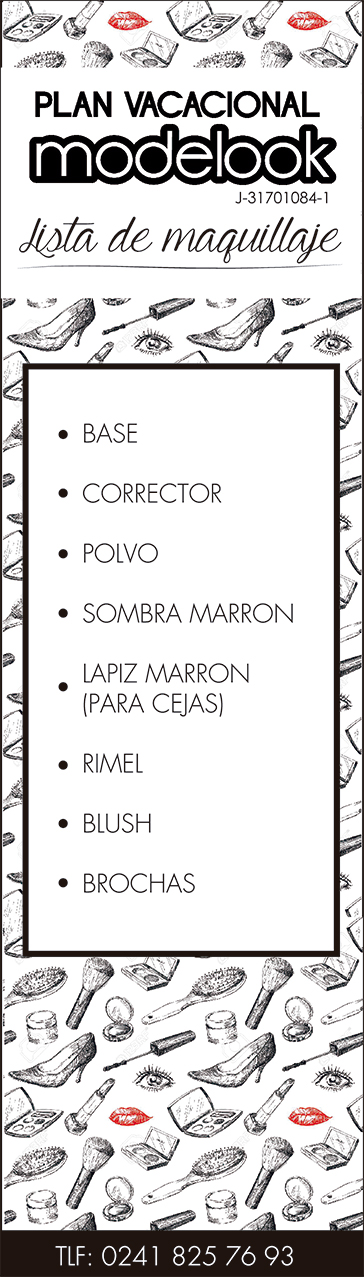 PLAN VACACIONAL
modelook
J-31701084-1
Lista de maquillaje
• BASE
• CORRECTOR
• POLVO
• SOMBRA MARRON
• LAPIZ MARRON
(PARA CEJAS)
• RIMEL
• BLUSH
• BROCHAS
TLF: 0241 825 76 93